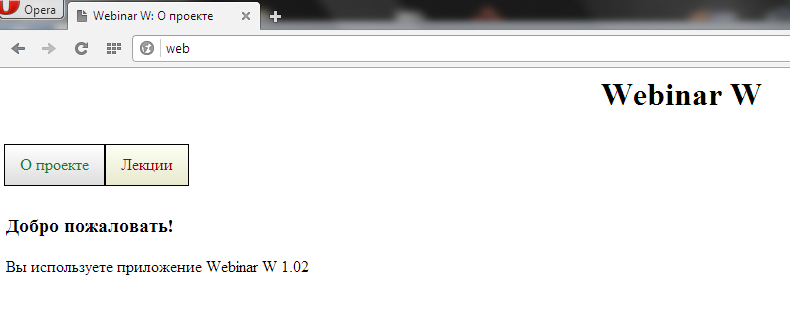 Opera
Webinar W: О проекте
web
Webinar W
О проекте
Лекции
Добро пожаловать!
Вы используете приложение Webinar W 1.02